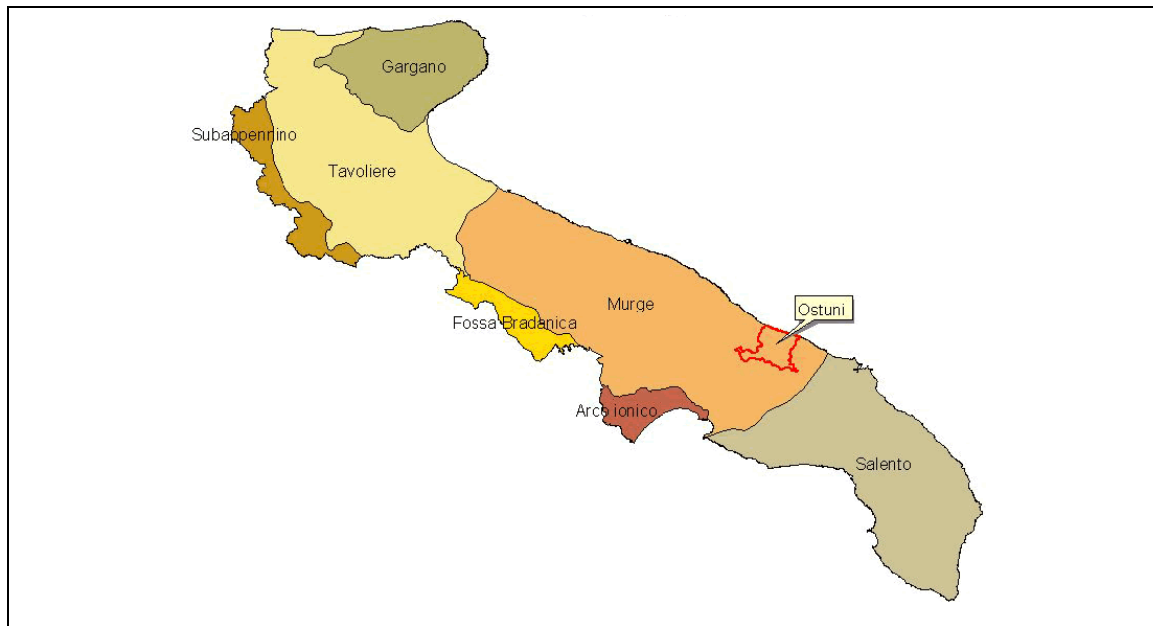 Gargano
Subappennino
Tavoliere
Murge
Ostuni
Fossa Bradanica
Arco ionico
Salento